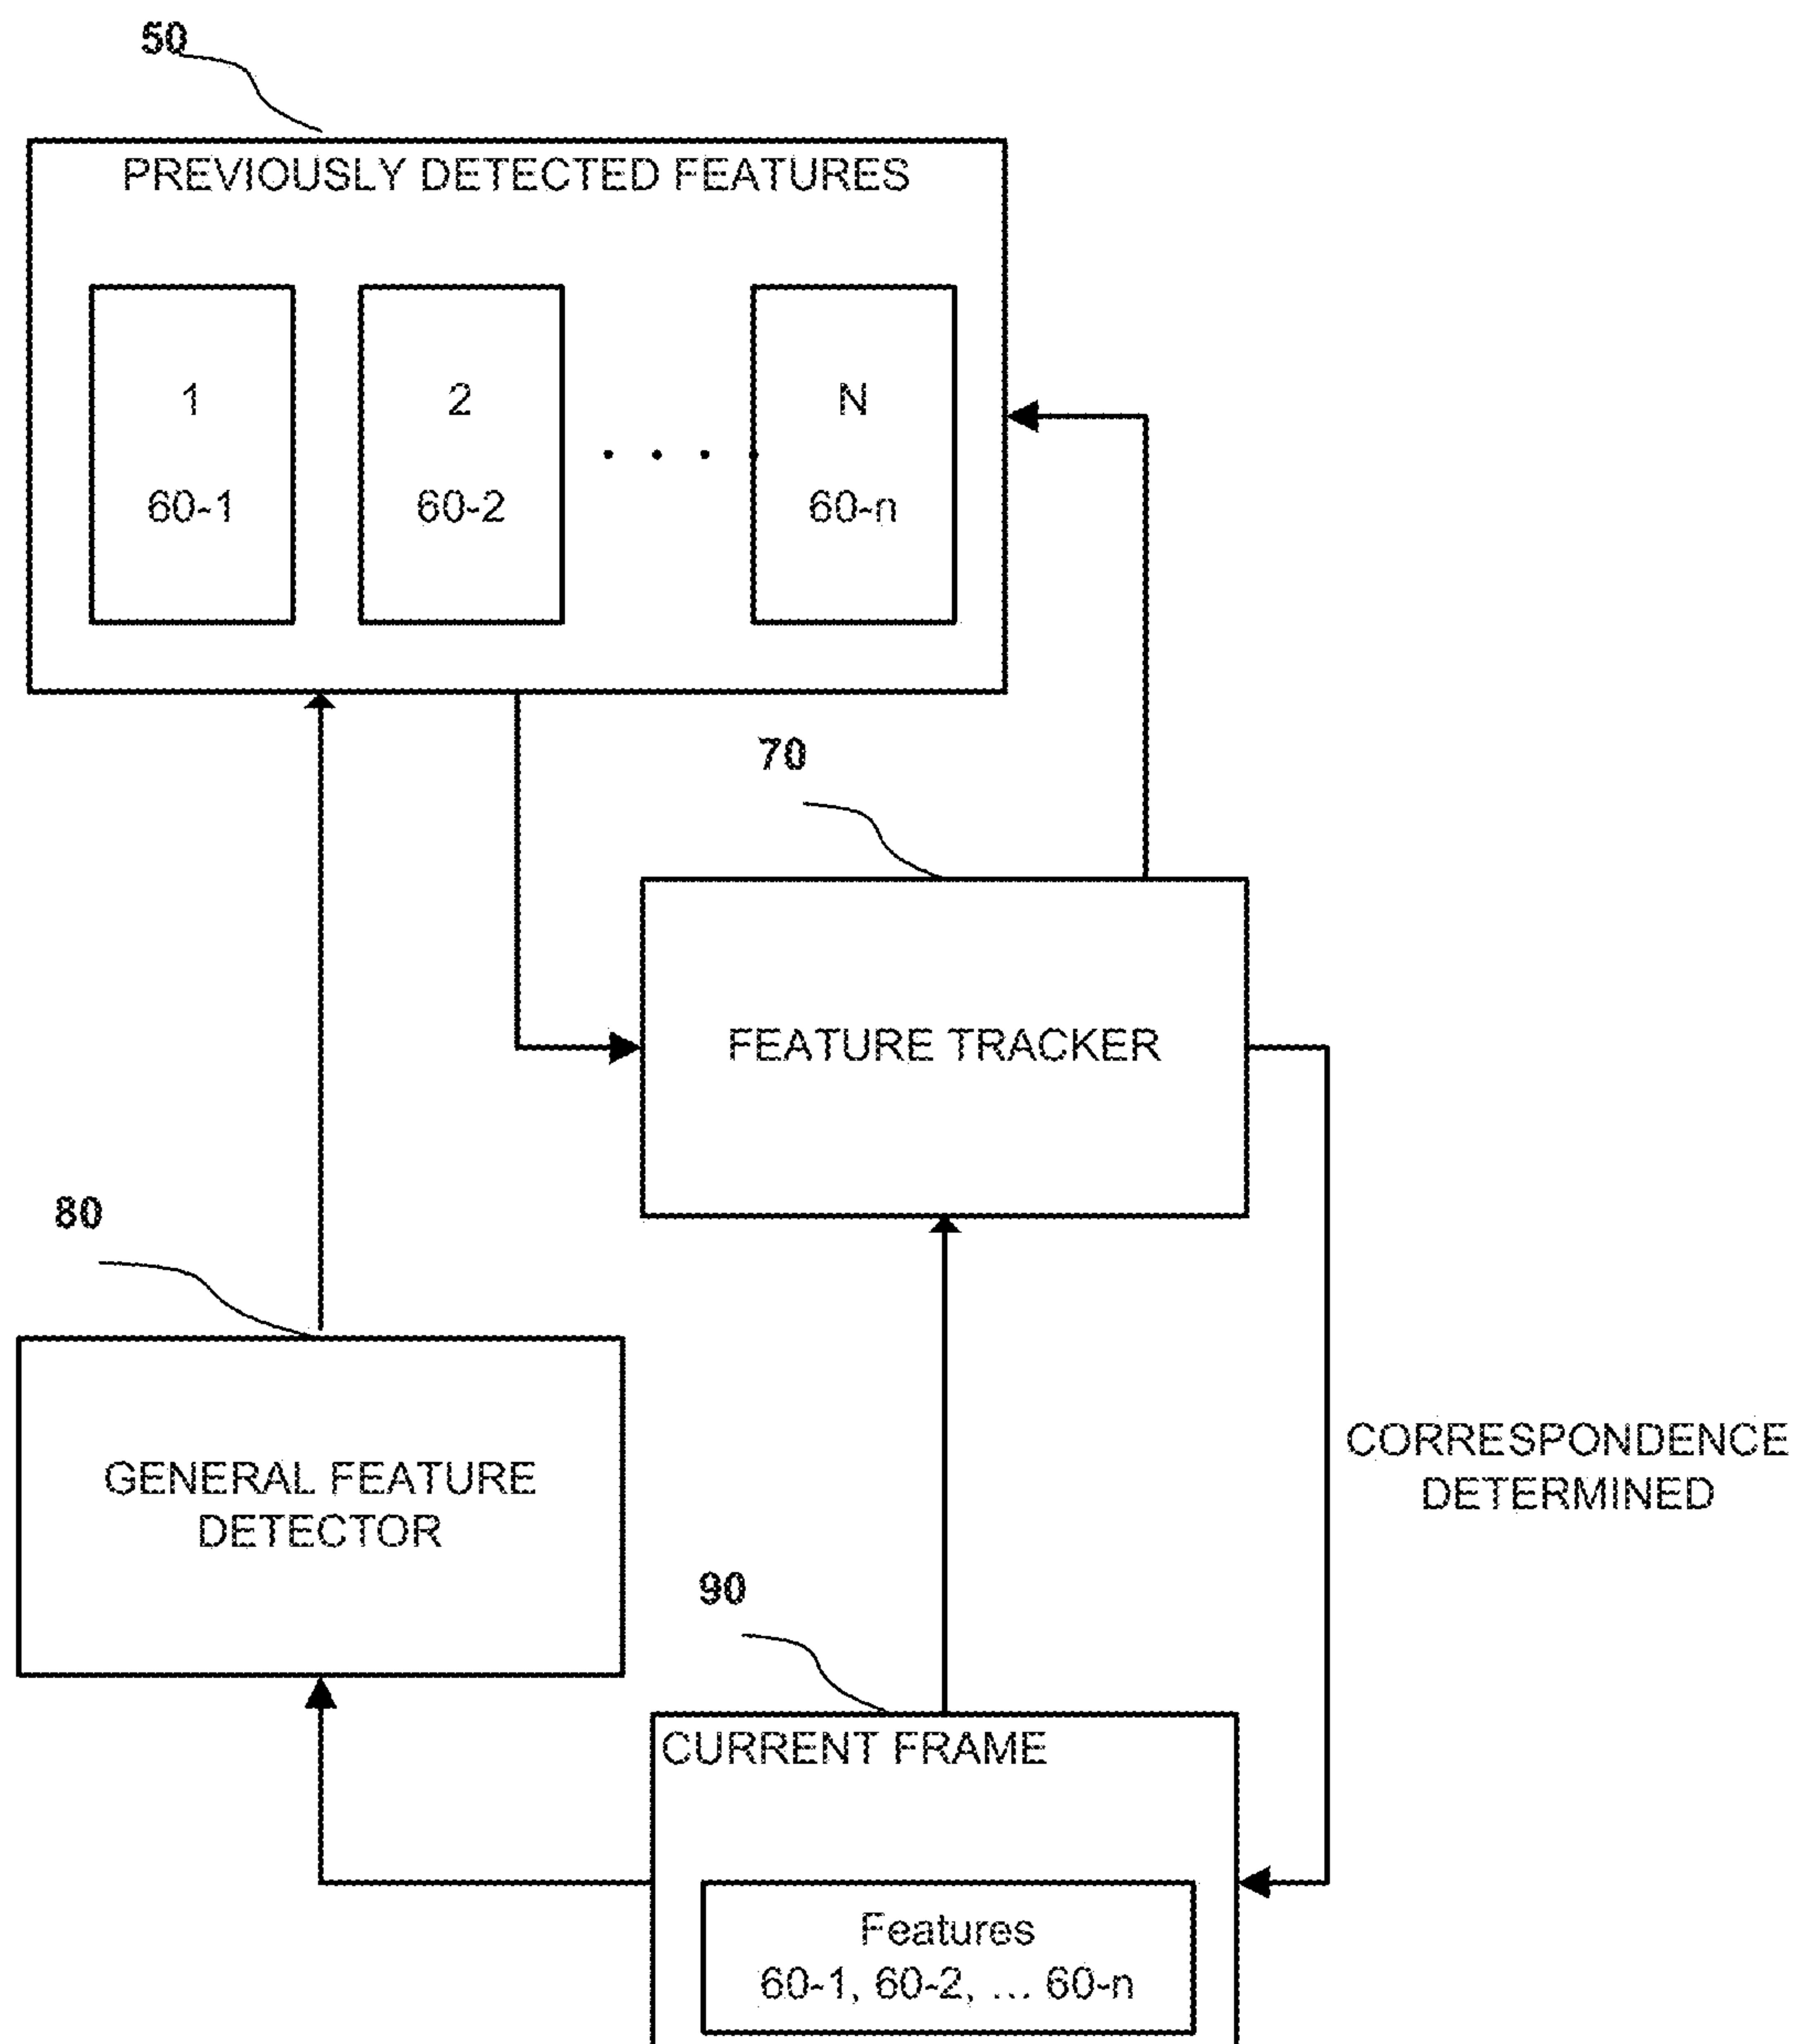 50
PREVIOUSLY DETECTED FEATURES
1
60-1
2
60-2
. . . .
N
60-n
70
FEATURE TRACKER
80
GENERAL FEATURE
DETECTOR
CORRESPONDENCE
DETERMINED
90
CURRENT FRAME
Features
60-1, 60-2, ... 60-n